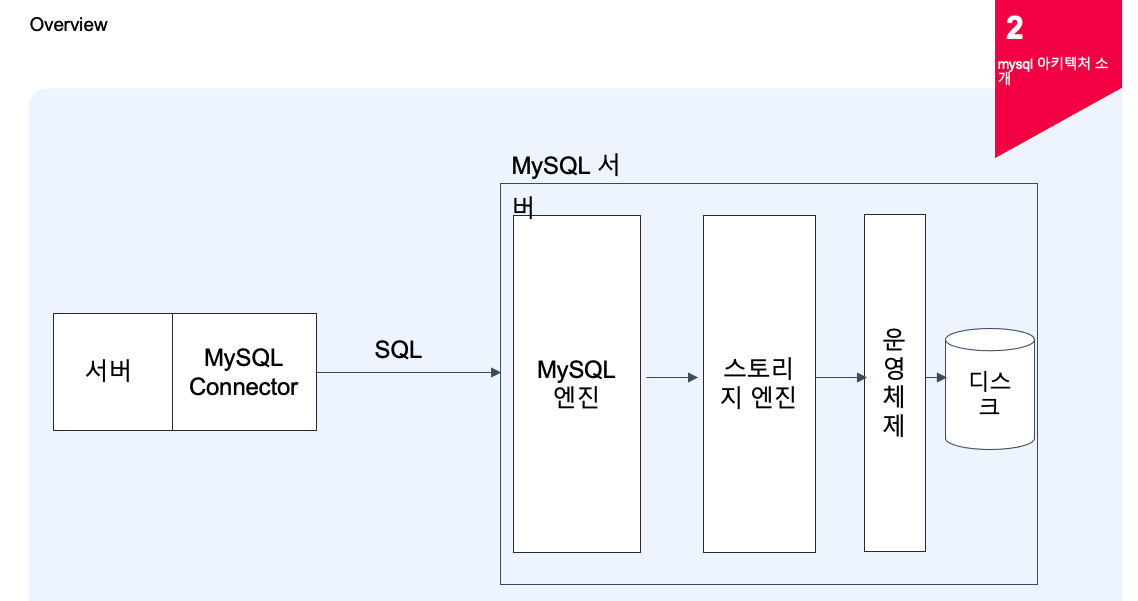 Overview
2
mysql 아키텍처 소
개
MySQL 서
버
서버
MySQL
Connector
SQL
MySQL
엔진
스토리
지 엔진
운
영
체
제
디스
크